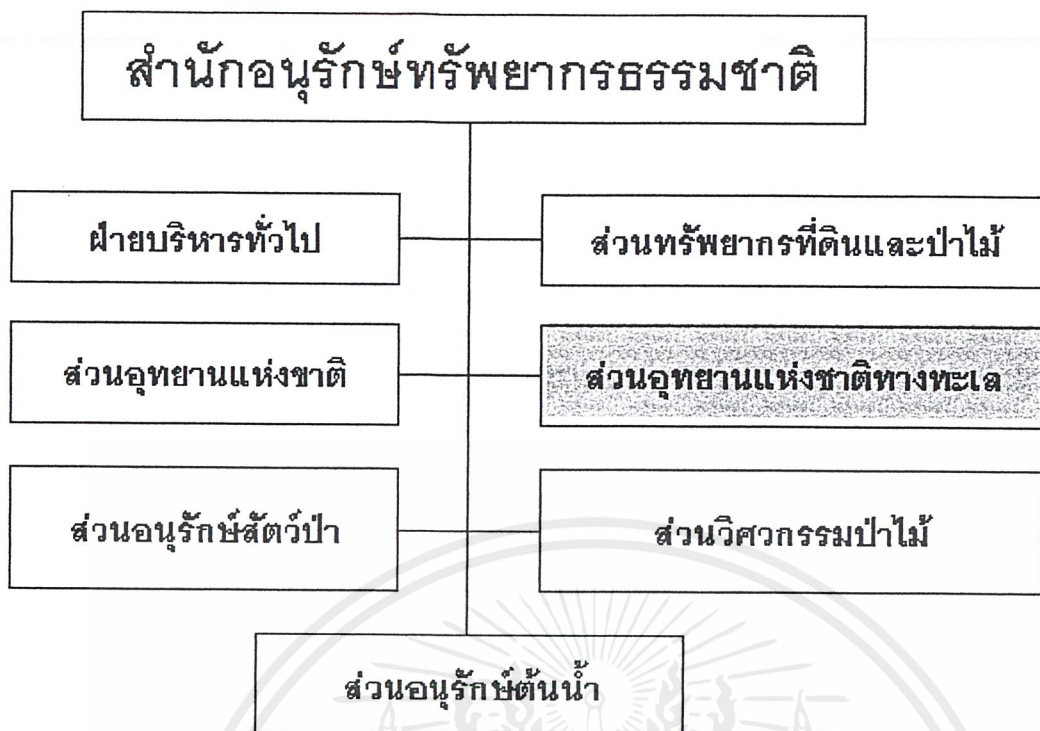 สำนักอนุรักษ์ทรัพยากรธรรมชาติ
ฝ่ายบริหารทั่วไป
ส่วนทรัพยากรที่ดินและป่าไม้
ส่วนอุทยานแห่งชาติ
ส่วนอุทยานแห่งชาติทางทะเล
ส่วนอนุรักษ์สัตว์ป่า
ส่วนวิศวกรรมป่าไม้
ส่วนอนุรักษ์ต้นน้ำ